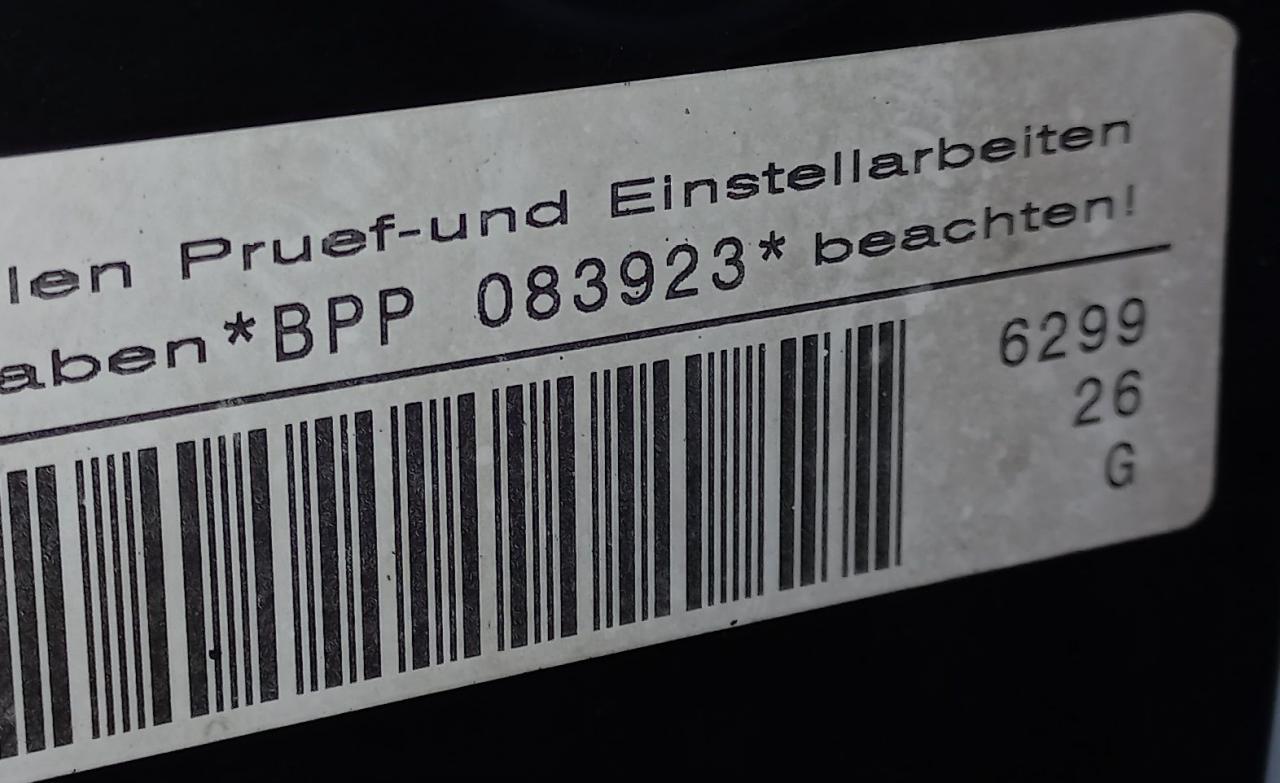 len Pruef-und Einstellarbeiten
aben*BPP 083923* beachten!
6299
26
G